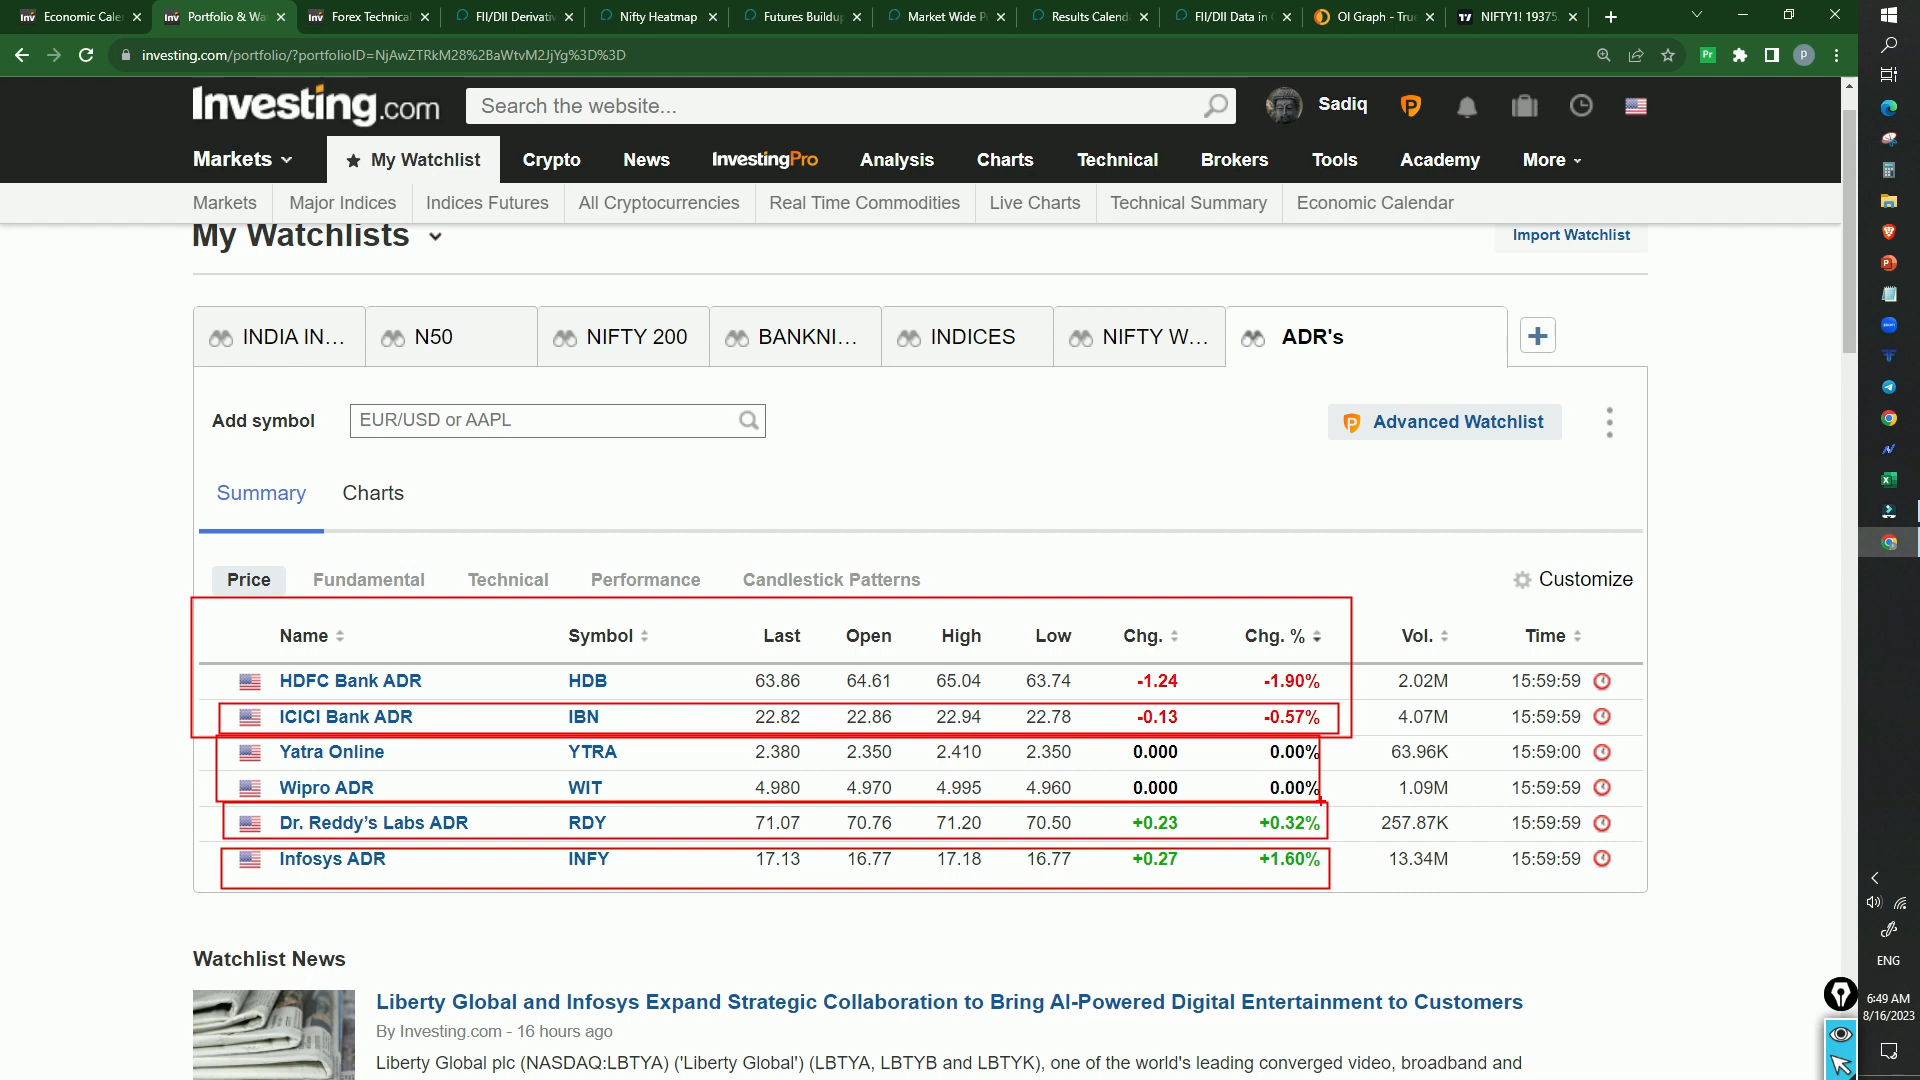 Economic Cale
Portfolio & Wa
Forex Technica
FII/DII Derivati
Nifty Heatmap
Futures Buildup
Market Wide P
Results Calend
FII/DII Data in C
OI Graph - True
NIFTY1! 19375.
investing.com/portfolio/?portfolioID=NjAwZTRkM28%2BaWtvM2JjYg%3D%3D
Investing.com
Search the website...
Sadiq
Markets
My Watchlist
Crypto
News
InvestingPro
Analysis
Charts
Technical
Brokers
Tools
Academy
More
Markets
Major Indices
Indices Futures
All Cryptocurrencies
Real Time Commodities
Live Charts
Technical Summary
Economic Calendar
My Watchlists
Import Watchlist
INDIA IN...
N50
NIFTY 200
BANKNI...
INDICES
NIFTY W...
ADR's
Add symbol
EUR/USD or AAPL
Advanced Watchlist
Summary
Charts
Price
Fundamental
Technical
Performance
Candlestick Patterns
Customize
Name Symbol Last Open High Low Chg. Chg. % Vol. Time
HDFC Bank ADR HDB 63.86 64.61 65.04 63.74 -1.24 -1.90% 2.02M 15:59:59
ICICI Bank ADR IBN 22.82 22.86 22.94 22.78 -0.13 -0.57% 4.07M 15:59:59
Yatra Online YTRA 2.380 2.350 2.410 2.350 0.000 0.00% 63.96K 15:59:00
Wipro ADR WIT 4.980 4.970 4.995 4.960 0.000 0.00% 1.09M 15:59:59
Dr. Reddy's Labs ADR RDY 71.07 70.76 71.20 70.50 +0.23 +0.32% 257.87K 15:59:59
Infosys ADR INFY 17.13 16.77 17.18 16.77 +0.27 +1.60% 13.34M 15:59:59
Watchlist News
Liberty Global and Infosys Expand Strategic Collaboration to Bring AI-Powered Digital Entertainment to Customers
By Investing.com - 16 hours ago
Liberty Global plc (NASDAQ:LBTYA) ('Liberty Global') (LBTYA, LBTYB and LBTYK), one of the world's leading converged video, broadband and
ENG
6:49 AM
8/16/2023